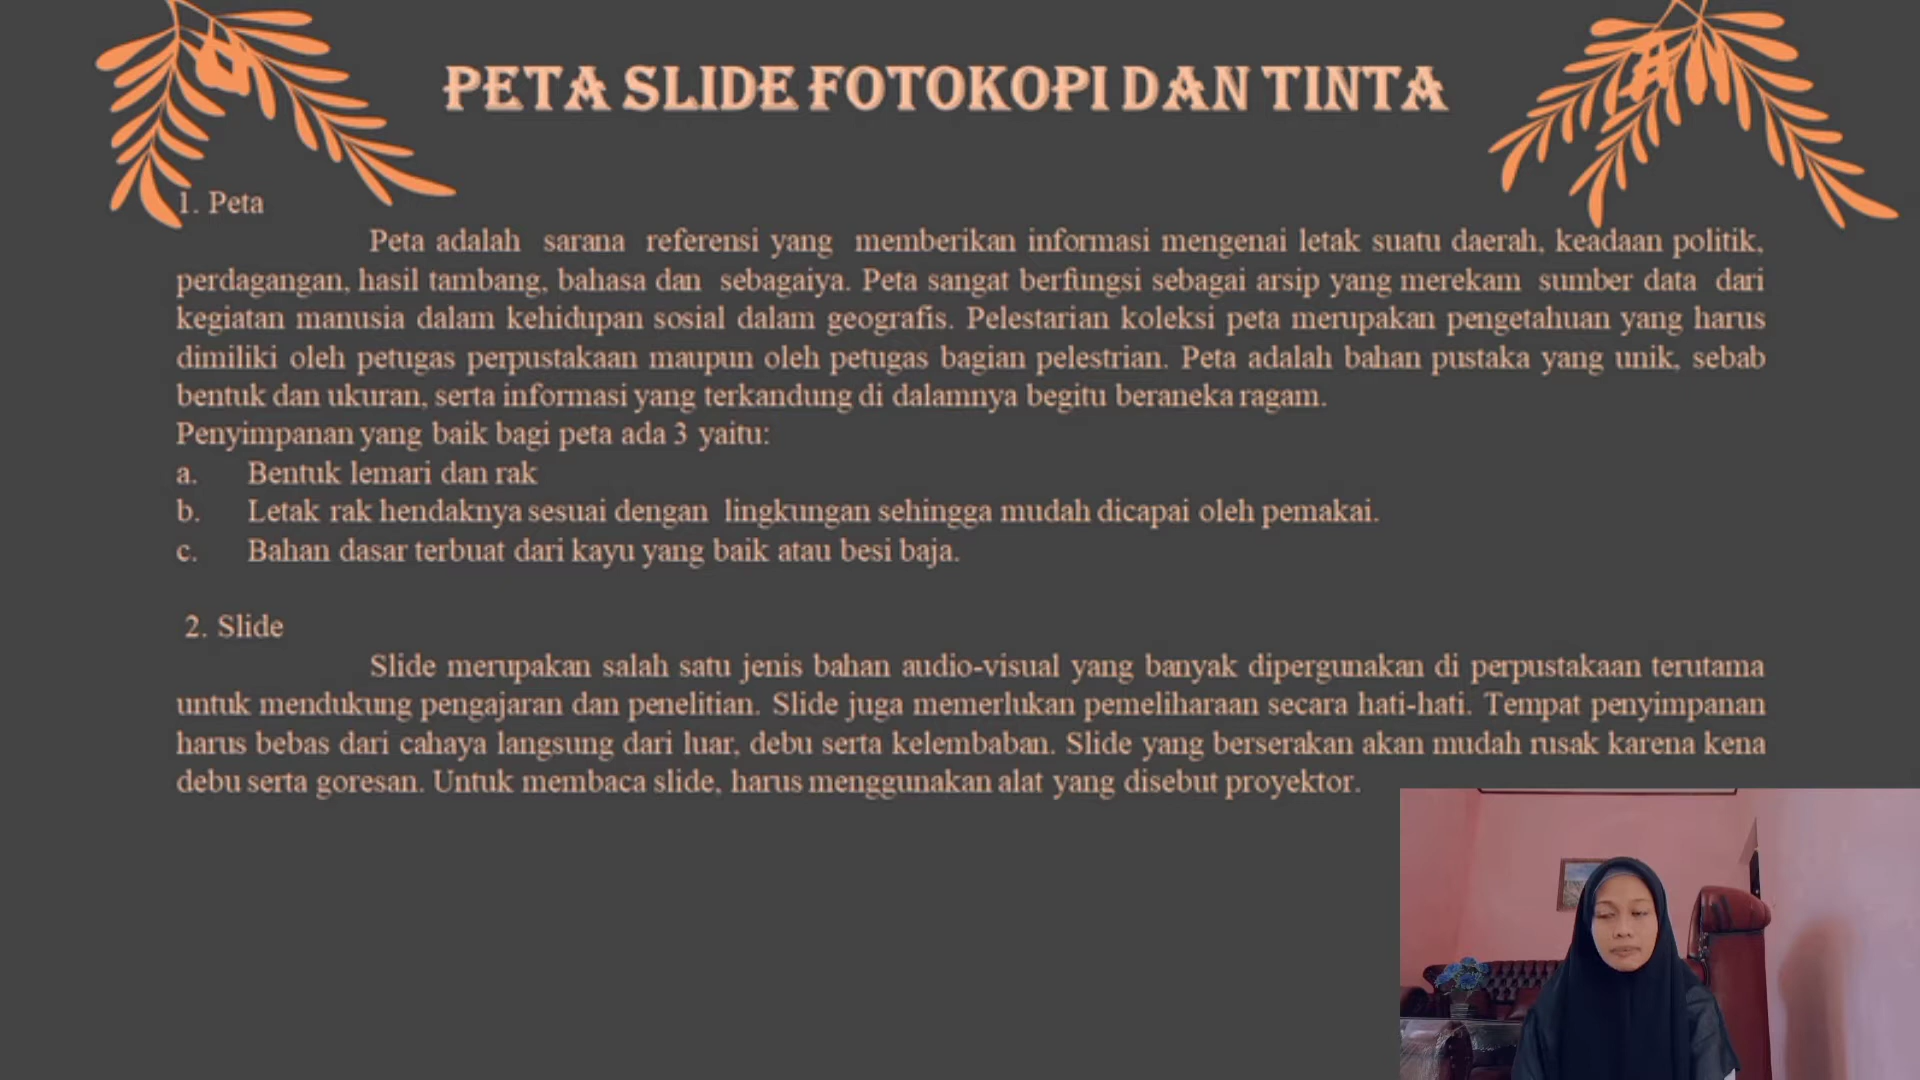 PETA SLIDE FOTOKOPI DAN TINTA
1. Peta
Peta adalah sarana referensi yang memberikan informasi mengenai letak suatu daerah, keadaan politik,
perdagangan, hasil tambang, bahasa dan sebagaiya. Peta sangat berfungsi sebagai arsip yang merekam sumber data dari
kegiatan manusia dalam kehidupan sosial dalam geografis. Pelestarian koleksi peta merupakan pengetahuan yang harus
dimiliki oleh petugas perpustakaan maupun oleh petugas bagian pelestrian. Peta adalah bahan pustaka yang unik, sebab
bentuk dan ukuran, serta informasi yang terkandung di dalamnya begitu beraneka ragam.
Penyimpanan yang baik bagi peta ada 3 yaitu:
a. Bentuk lemari dan rak
b. Letak rak hendaknya sesuai dengan lingkungan sehingga mudah dicapai oleh pemakai.
c. Bahan dasar terbuat dari kayu yang baik atau besi baja.
2. Slide
Slide merupakan salah satu jenis bahan audio-visual yang banyak dipergunakan di perpustakaan terutama
untuk mendukung pengajaran dan penelitian. Slide juga memerlukan pemeliharaan secara hati-hati. Tempat penyimpanan
harus bebas dari cahaya langsung dari luar, debu serta kelembaban. Slide yang berserakan akan mudah rusak karena kena
debu serta goresan. Untuk membaca slide, harus menggunakan alat yang disebut proyektor.